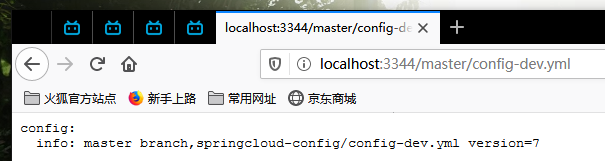 localhost:3344/master/config-de
localhost:3344/master/config-dev.yml
火狐官方站点 新手上路 常用网址 京东商城
config:
info: master branch,springcloud-config/config-dev.yml version=7